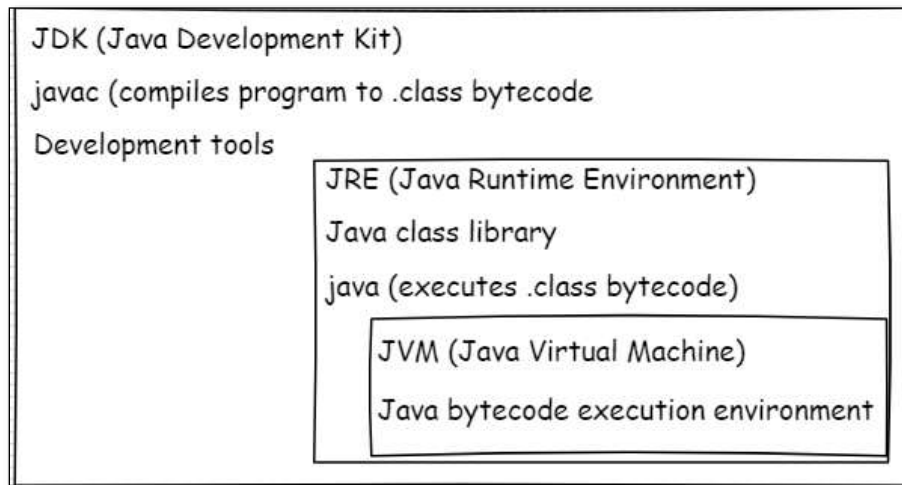 JDK (Java Development Kit)
javac (compiles program to .class bytecode
Development tools
JRE (Java Runtime Environment)
Java class library
java (executes .class bytecode)
JVM (Java Virtual Machine)
Java bytecode execution environment